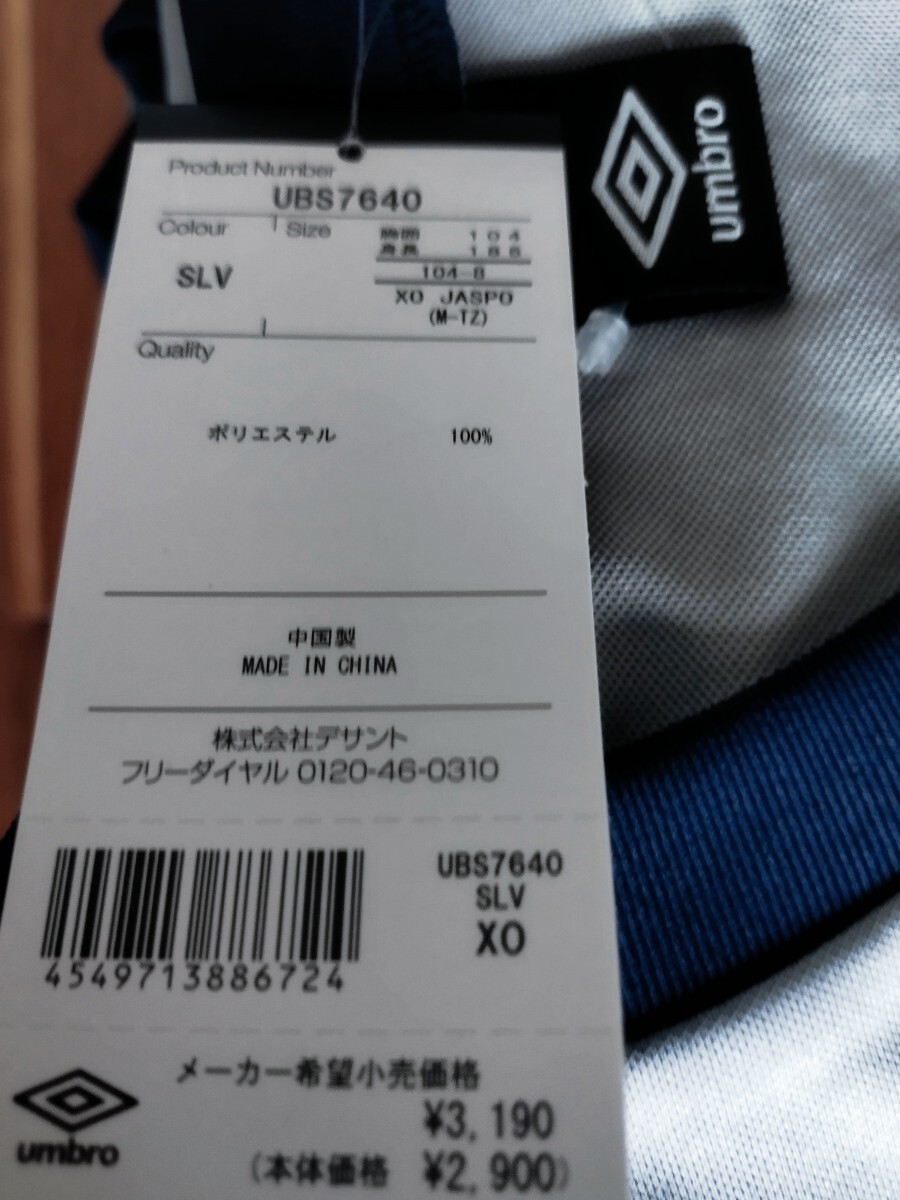 umbro
Product Number
UBS7640
Colour Size
胸囲 104
身長
SLV
104-8
XO JASPO
(M-TZ)
Quality
ポリエステル 100%
中国製
MADE IN CHINA
株式会社デサント
フリーダイヤル 0120-46-0310
4549713886724
UBS7640
SLV
XO
umbro
メーカー希望小売価格
¥3,190
(本体価格 ¥2,900)